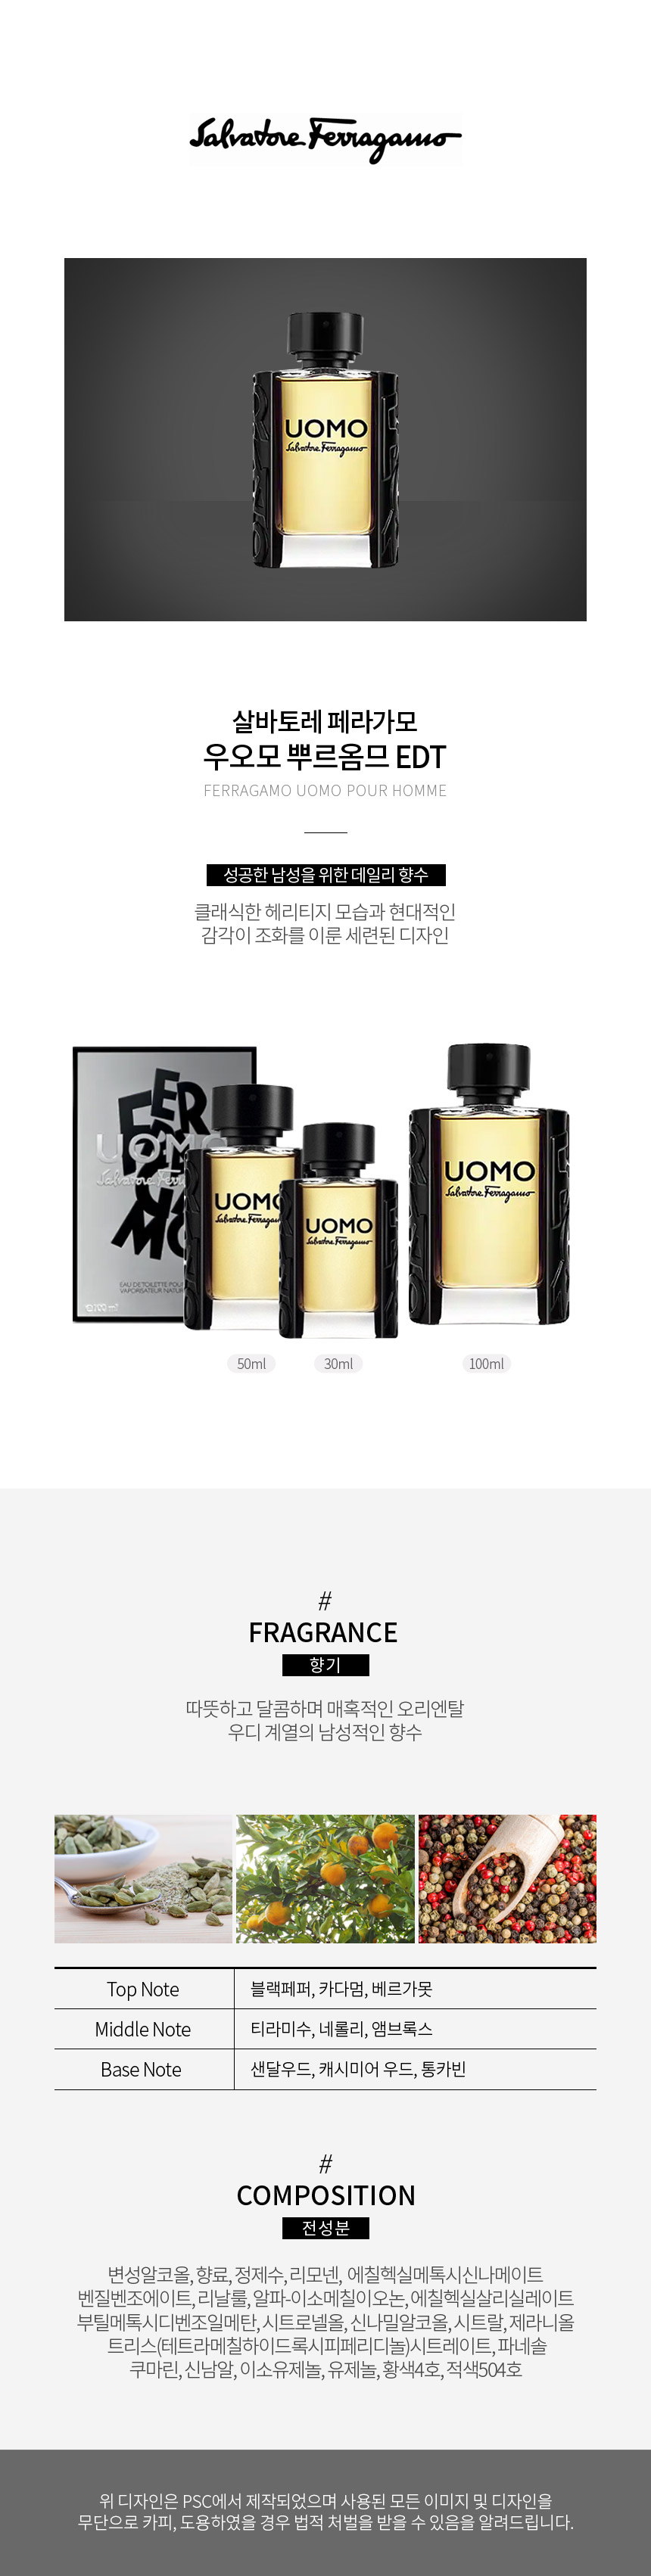 Salvatore Ferragamo
UOMO
Salvatore Ferragamo
살바토레 페라가모
우오모 뿌르옴므 EDT
FERRAGAMO UOMO POUR HOMME
성공한 남성을 위한 데일리 향수
클래식한 헤리티지 모습과 현대적인
감각이 조화를 이룬 세련된 디자인
FER
UOMO
Salvatore Ferr
MO
EAU DE TOILETTE POU
VAPORISATEUR NATUR
UOMO
Salvatore Ferragam
UOMO
Salvatore Ferragamo
UOMO
Salvatore Ferragamo
50ml
30ml
100ml
#
FRAGRANCE
향기
따뜻하고 달콤하며 매혹적인 오리엔탈
우디 계열의 남성적인 향수
Top Note 블랙페퍼, 카다멈, 베르가못
Middle Note 티라미수, 네롤리, 앰브록스
Base Note 샌달우드, 캐시미어 우드, 통카빈
#
COMPOSITION
전성분
변성알코올, 향료, 정제수, 리모넨, 에칠헥실메톡시신나메이트
벤질벤조에이트, 리날룰, 알파-이소메칠이오논, 에칠헥실살리실레이트
부틸메톡시디벤조일메탄, 시트로넬올, 신나밀알코올, 시트랄, 제라니올
트리스(테트라메칠하이드록시피페리디놀)시트레이트, 파네솔
쿠마린, 신남알, 이소유제놀, 유제놀, 황색4호, 적색504호
위 디자인은 PSC에서 제작되었으며 사용된 모든 이미지 및 디자인을
무단으로 카피, 도용하였을 경우 법적 처벌을 받을 수 있음을 알려드립니다.